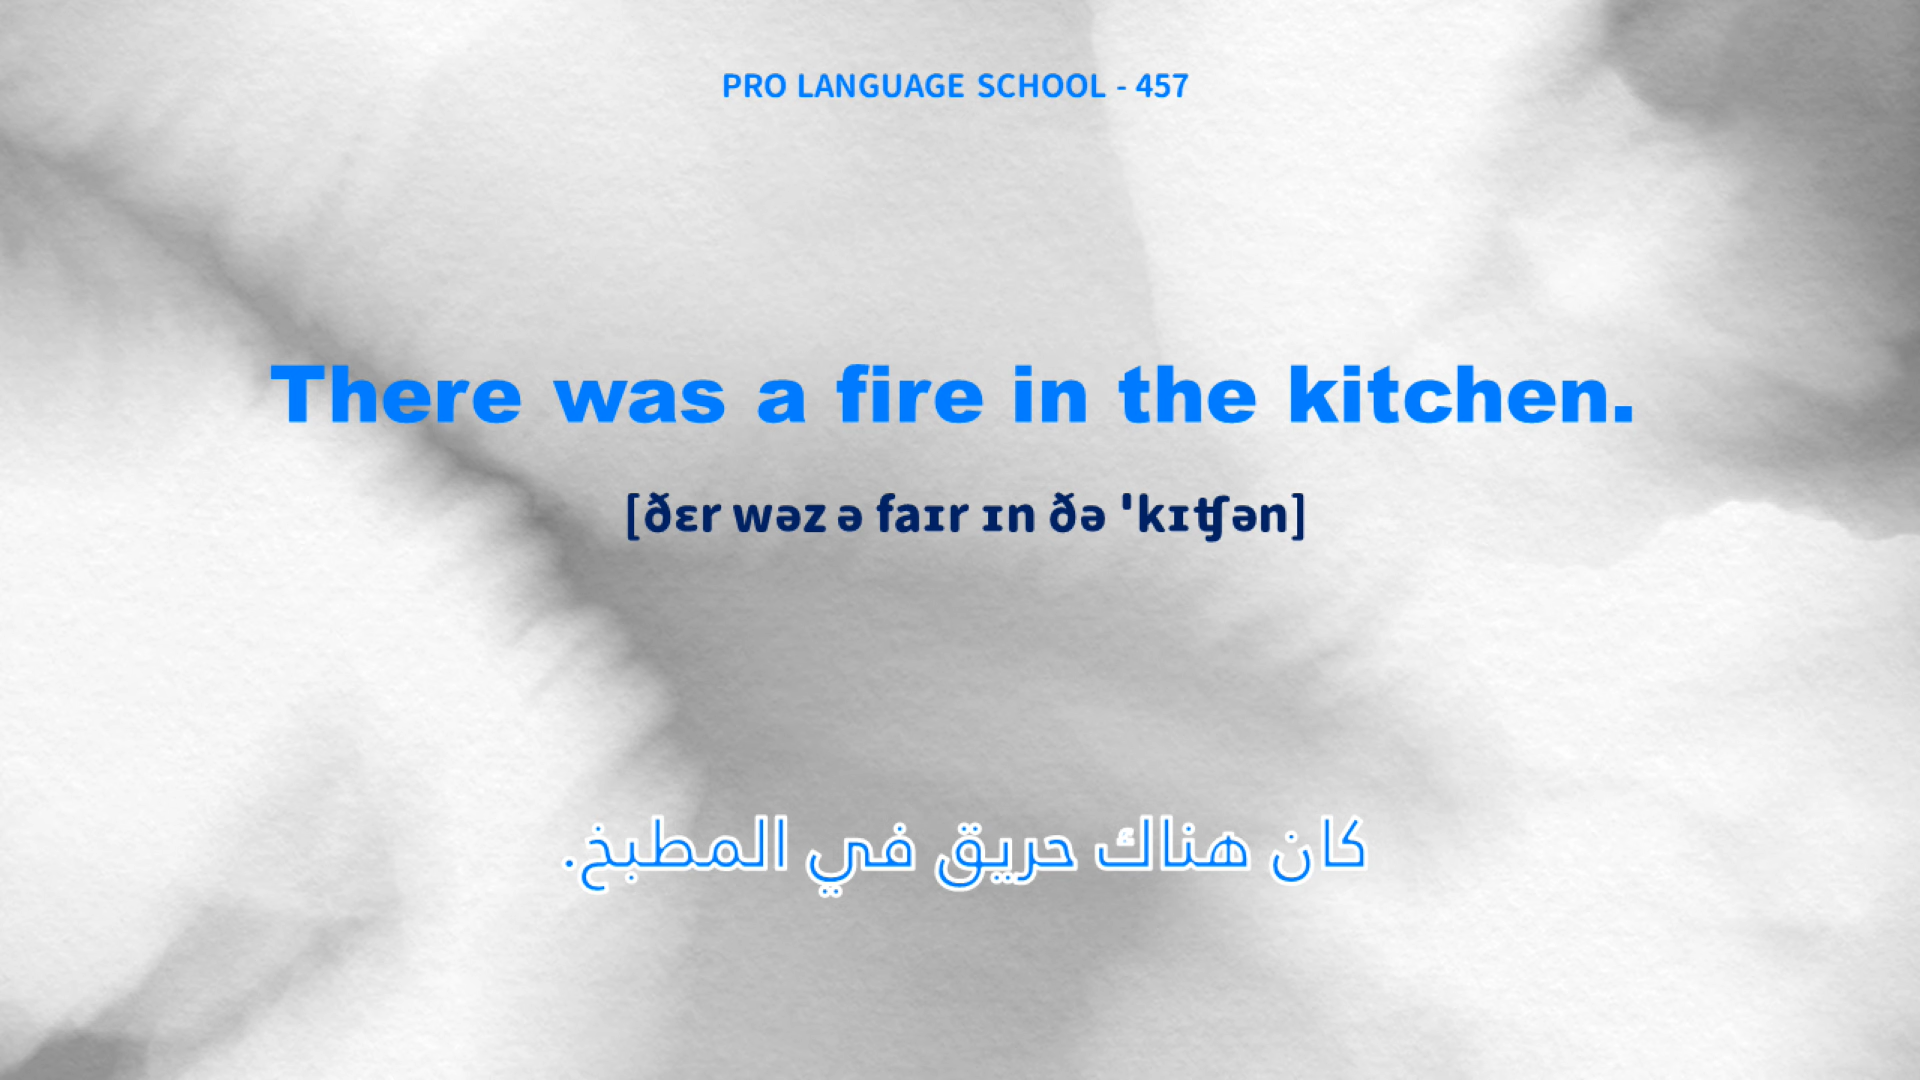 PRO LANGUAGE SCHOOL - 457
There was a fire in the kitchen.
[ðɛr wəz ə faɪr ɪn ðə ˈkɪʧən]
كان هناك حريق في المطبخ.